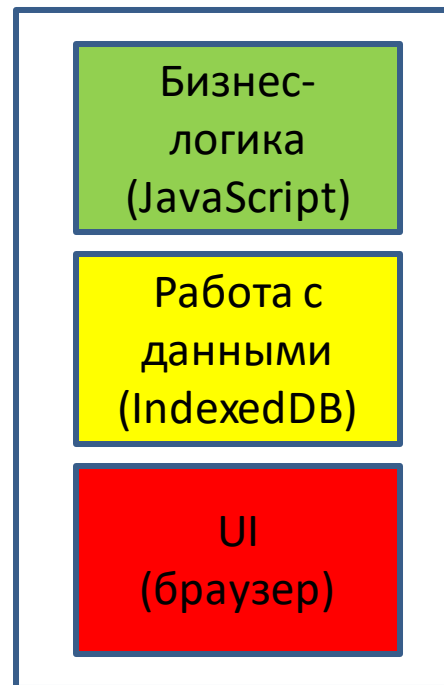 Бизнес-
логика
(JavaScript)
Работа с
данными
(IndexedDB)
UI
(браузер)